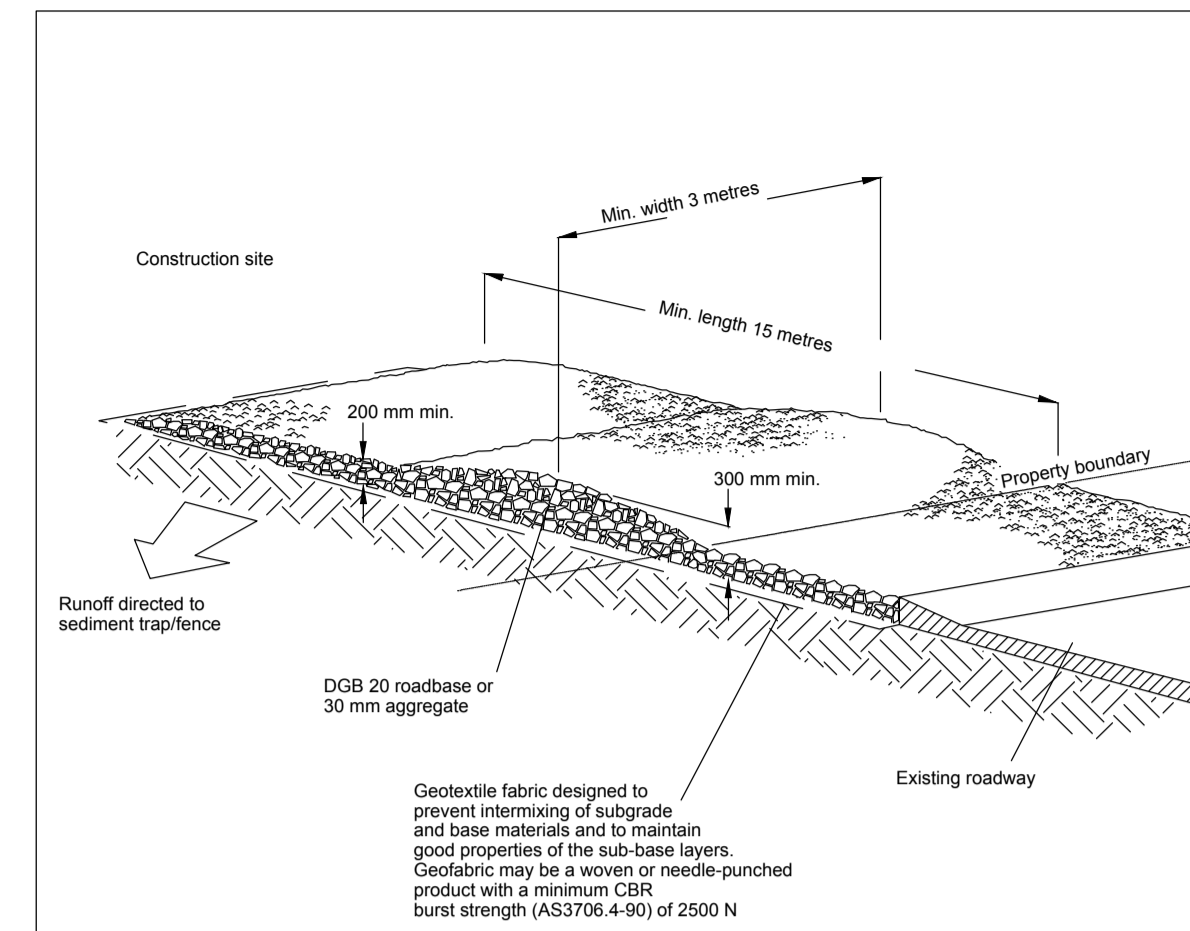 Min. width 3 metres
Construction site
Min. length 15 metres
200 mm min.
300 mm min.
Property boundary
Runoff directed to
sediment trap/fence
DGB 20 roadbase or
30 mm aggregate
Existing roadway
Geotextile fabric designed to
prevent intermixing of subgrade
and base materials and to maintain
good properties of the sub-base layers.
Geofabric may be a woven or needle-punched
product with a minimum CBR
burst strength (AS3706.4-90) of 2500 N